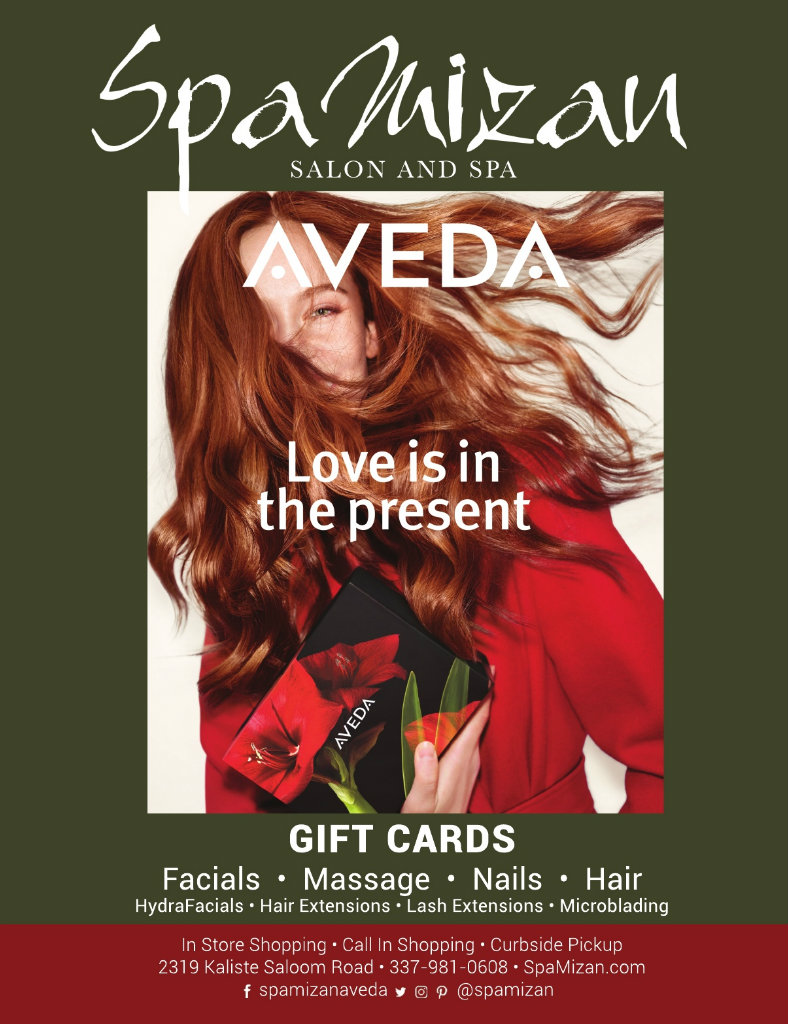 Spa Mizan
SALON AND SPA
AVEDA
Love is in
the present
AVEDA
GIFT CARDS
Facials • Massage • Nails • Hair
HydraFacials • Hair Extensions • Lash Extensions • Microblading
In Store Shopping • Call In Shopping • Curbside Pickup
2319 Kaliste Saloom Road • 337-981-0608 • SpaMizan.com
spamizanaveda @spamizan